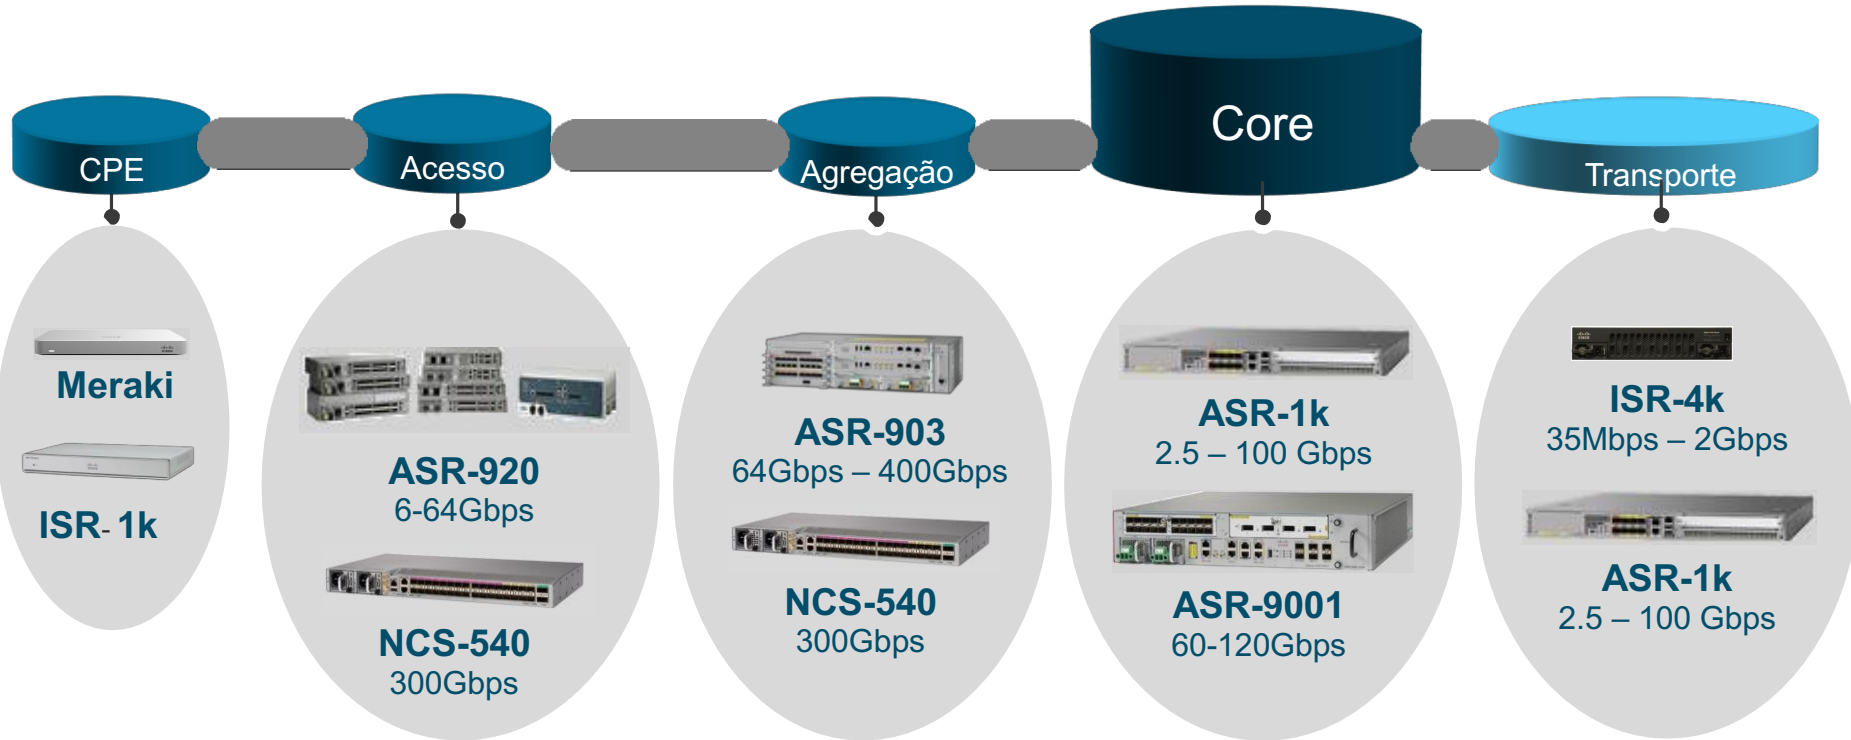 CPE
Acesso
Agregação
Core
Transporte
Meraki
ISR- 1k
ASR-920
6-64Gbps
NCS-540
300Gbps
ASR-903
64Gbps – 400Gbps
NCS-540
300Gbps
ASR-1k
2.5 – 100 Gbps
ASR-9001
60-120Gbps
ISR-4k
35Mbps – 2Gbps
ASR-1k
2.5 – 100 Gbps